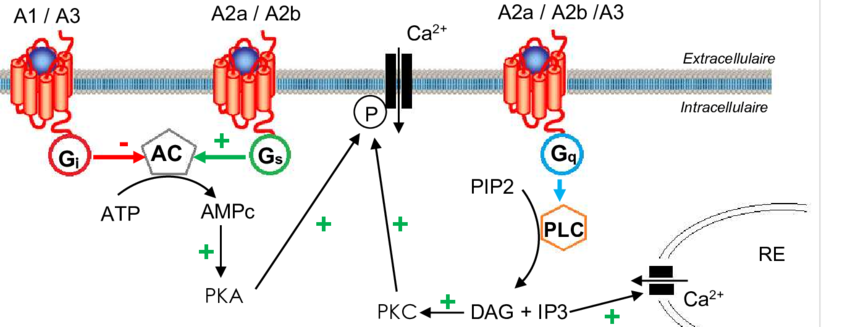 A1 / A3
A2a / A2b
Ca²⁺
A2a / A2b /A3
Extracellulaire
Intracellulaire
P
Gi
-
AC
+
Gs
Gq
ATP
AMPc
+
+
PIP2
PLC
RE
+
PKA
PKC
+
DAG + IP3
+
Ca²⁺